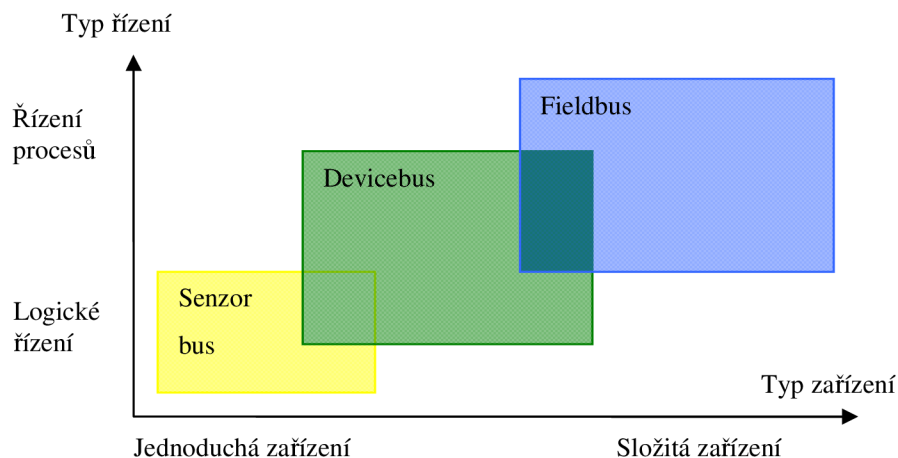 Typ řízení
Řízení
procesů
Fieldbus
Devicebus
Senzor
bus
Logické
řízení
Typ zařízení
Jednoduchá zařízení
Složitá zařízení